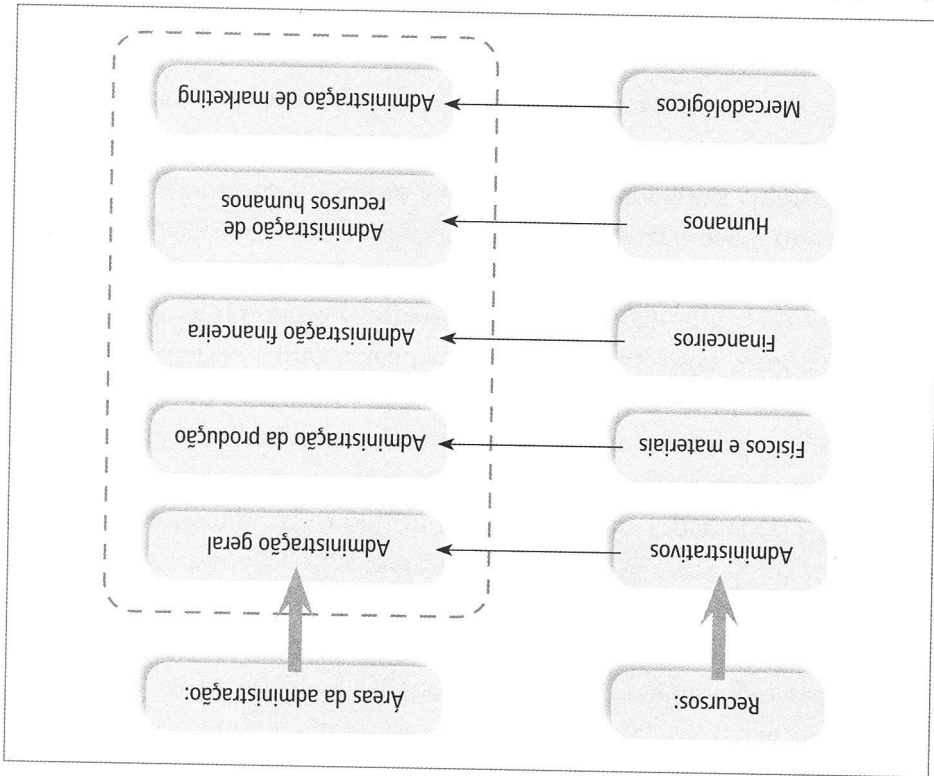 Recursos:
Áreas da administração:
Administrativos
Administração geral
Físicos e materiais
Administração da produção
Financeiros
Administração financeira
Humanos
Administração de
recursos humanos
Mercadológicos
Administração de marketing